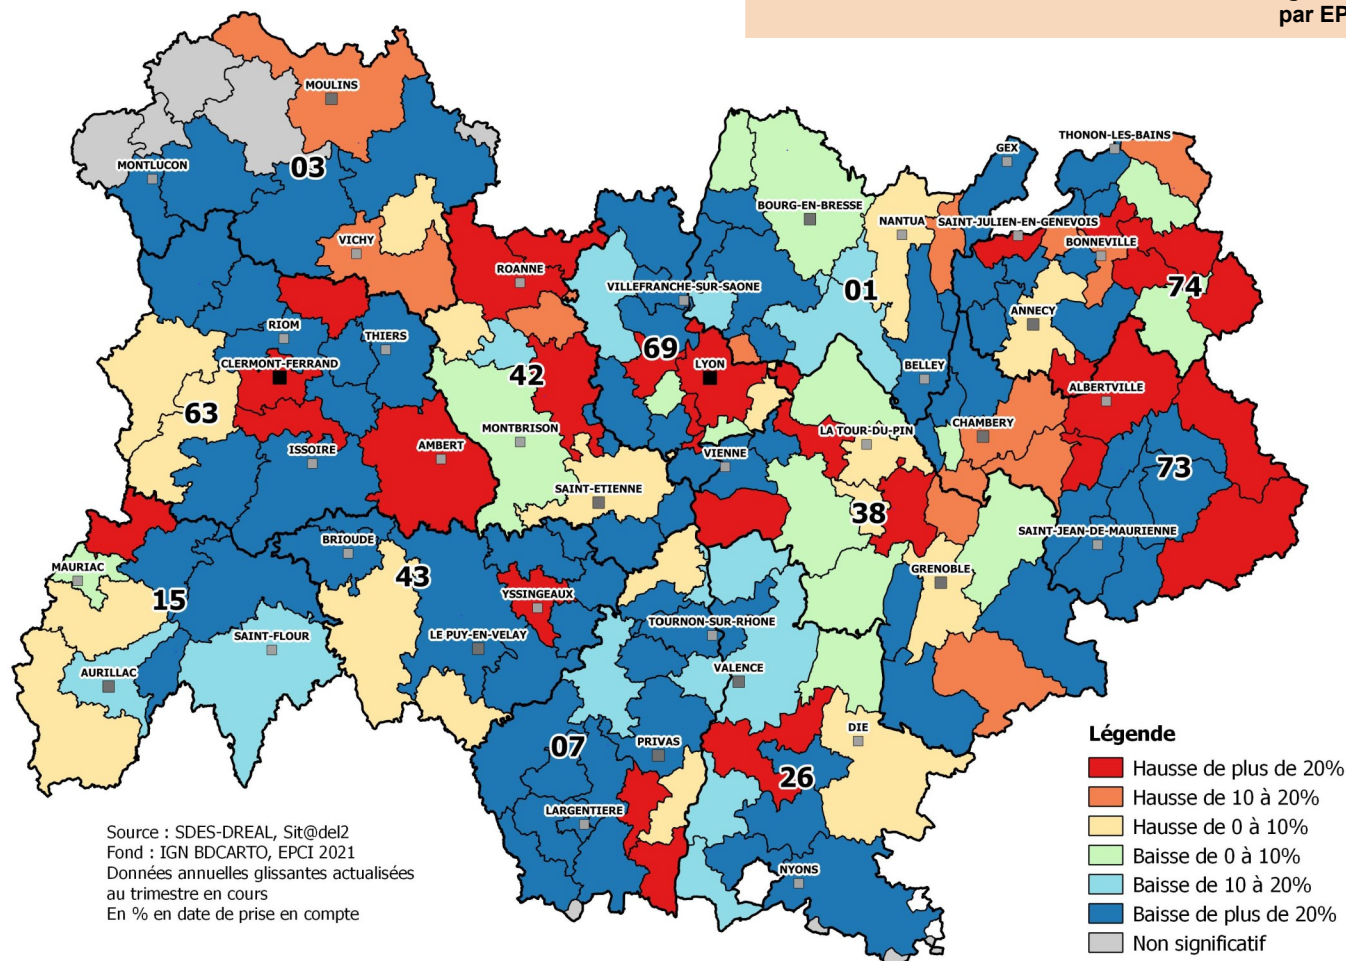 par EP
MOULINS
THONON-LES-BAINS
GEX
MONTLUCON
03
BOURG-EN-BRESSE
NANTUA
SAINT-JULIEN-EN-GENEVOIS
VICHY
BONNEVILLE
ROANNE
VILLEFRANCHE-SUR-SAONE
01
74
RIOM
THIERS
ANNECY
CLERMONT-FERRAND
69
LYON
BELLEY
42
ALBERTVILLE
63
AMBERT
MONTBRISON
LA TOUR-DU-PIN
CHAMBERY
ISSOIRE
VIENNE
73
SAINT-ETIENNE
38
SAINT-JEAN-DE-MAURIENNE
BRIOUDE
MAURIAC
43
GRENOBLE
15
YSSINGEAUX
SAINT-FLOUR
LE PUY-EN-VELAY
TOURNON-SUR-RHONE
AURILLAC
VALENCE
DIE
07
PRIVAS
26
LARGENTIERE
NYONS
Légende
Hausse de plus de 20%
Hausse de 10 à 20%
Hausse de 0 à 10%
Baisse de 0 à 10%
Baisse de 10 à 20%
Baisse de plus de 20%
Non significatif
Source : SDES-DREAL, Sit@del2
Fond : IGN BDCARTO, EPCI 2021
Données annuelles glissantes actualisées
au trimestre en cours
En % en date de prise en compte